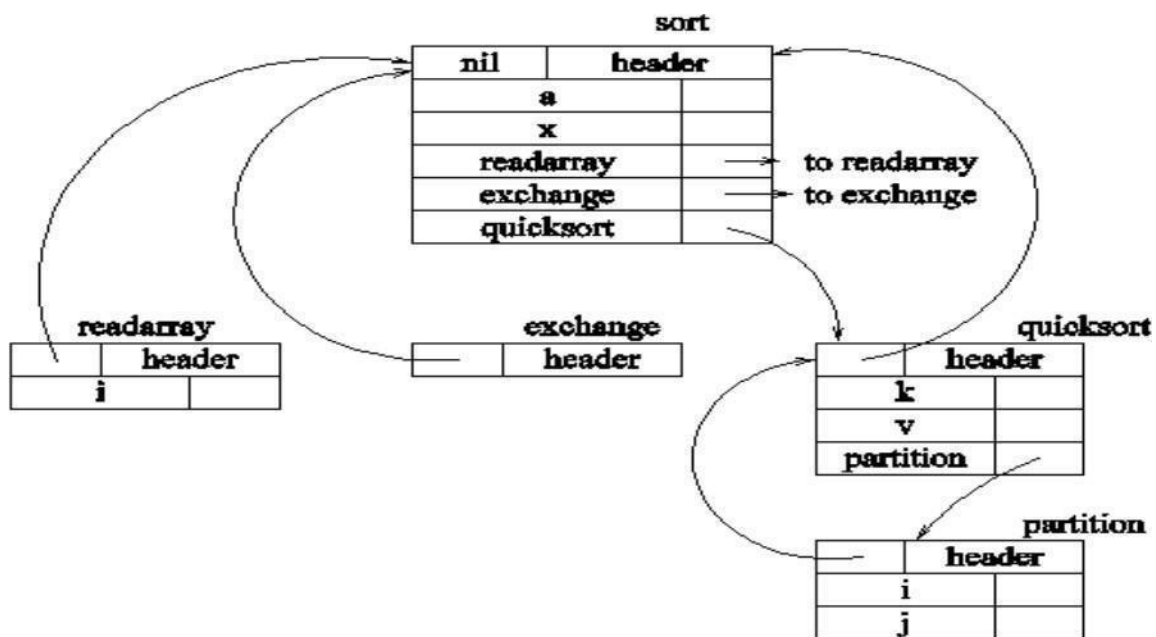 sort
nil header
a
x
readarray to readarray
exchange to exchange
quicksort
readarray exchange quicksort
header header header
i k
v
partition
partition
header
i
j